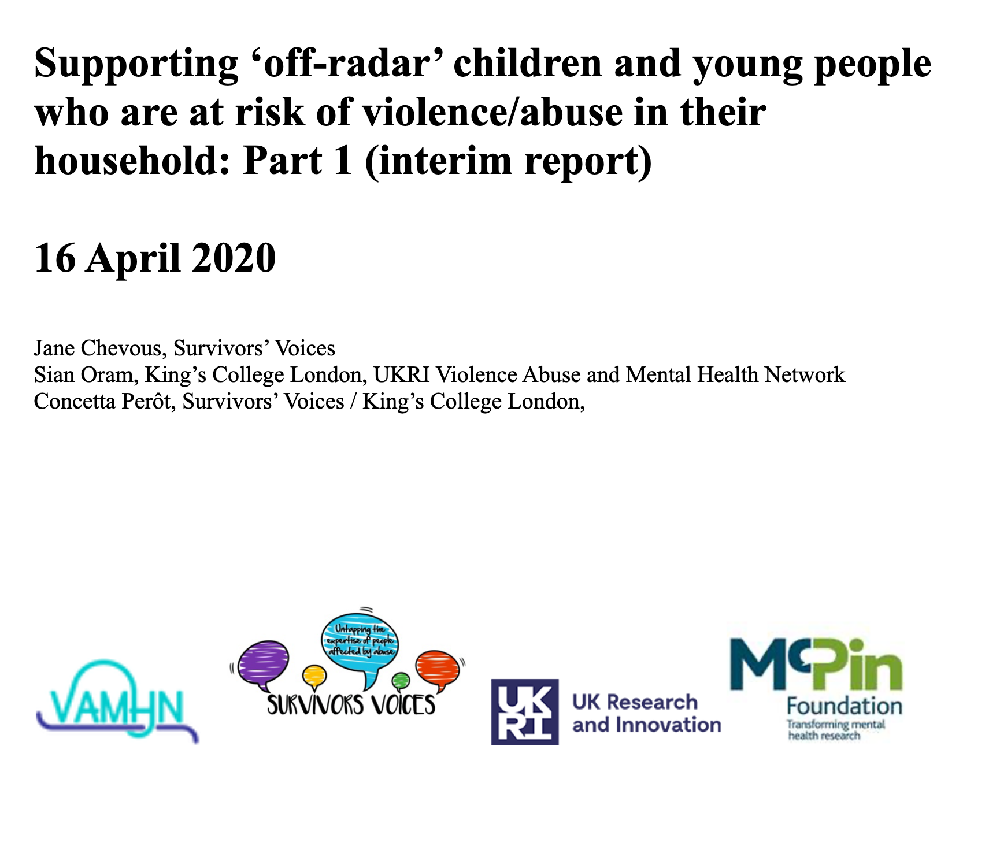 Supporting ‘off-radar’ children and young people
who are at risk of violence/abuse in their
household: Part 1 (interim report)
16 April 2020
Jane Chevous, Survivors’ Voices
Sian Oram, King’s College London, UKRI Violence Abuse and Mental Health Network
Concetta Perôt, Survivors’ Voices / King’s College London,
VAMHN
Untapping the
expertise of people
affected by abuse
SURVIVORS VOICES
UK
RI
UK Research
and Innovation
McPin
Foundation
Transforming mental
health research